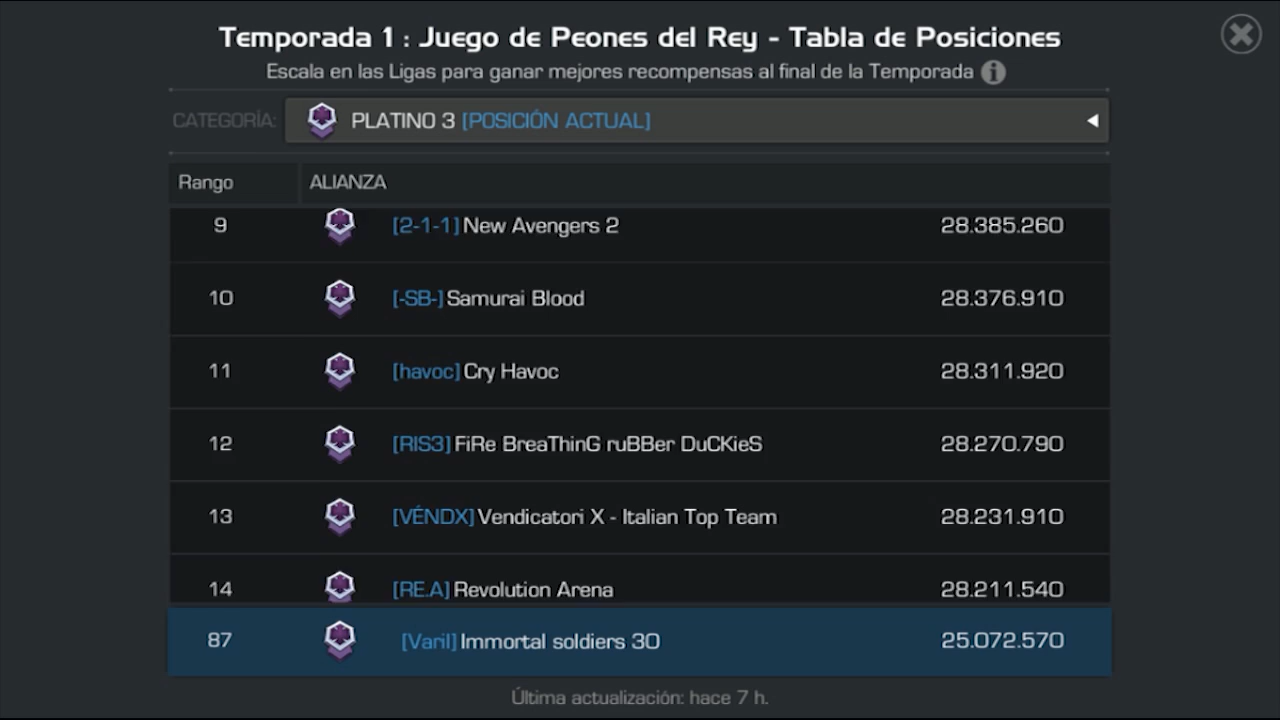 Temporada 1 : Juego de Peones del Rey - Tabla de Posiciones
Escala en las Ligas para ganar mejores recompensas al final de la Temporada i
CATEGORÍA: PLATINO 3 [POSICIÓN ACTUAL]
Rango ALIANZA
9 [2-1-1] New Avengers 2 28.385.260
10 [-SB-] Samurai Blood 28.376.910
11 [havoc] Cry Havoc 28.311.920
12 [RIS3] FiRe BreaThinG ruBBer DuCKieS 28.270.790
13 [VÉNDX] Vendicatori X - Italian Top Team 28.231.910
14 [RE.A] Revolution Arena 28.211.540
87 [Varil] Immortal soldiers 30 25.072.570
Última actualización: hace 7 h.